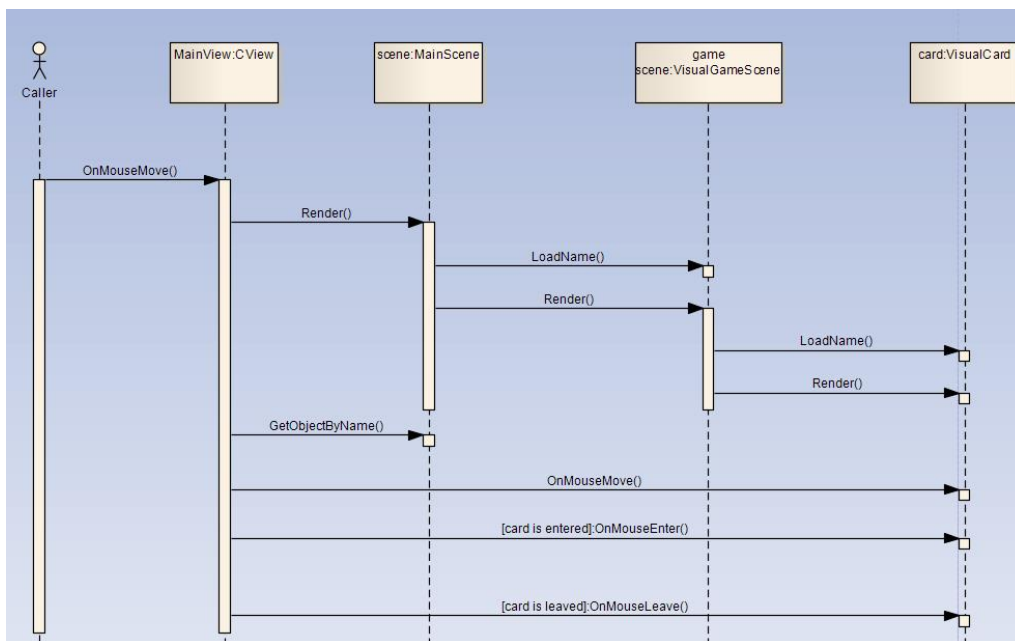 MainView:CView
scene:MainScene
game
scene:VisualGameScene
card:VisualCard
Caller
OnMouseMove()
Render()
LoadName()
Render()
LoadName()
Render()
GetObjectByName()
OnMouseMove()
[card is entered]:OnMouseEnter()
[card is leaved]:OnMouseLeave()